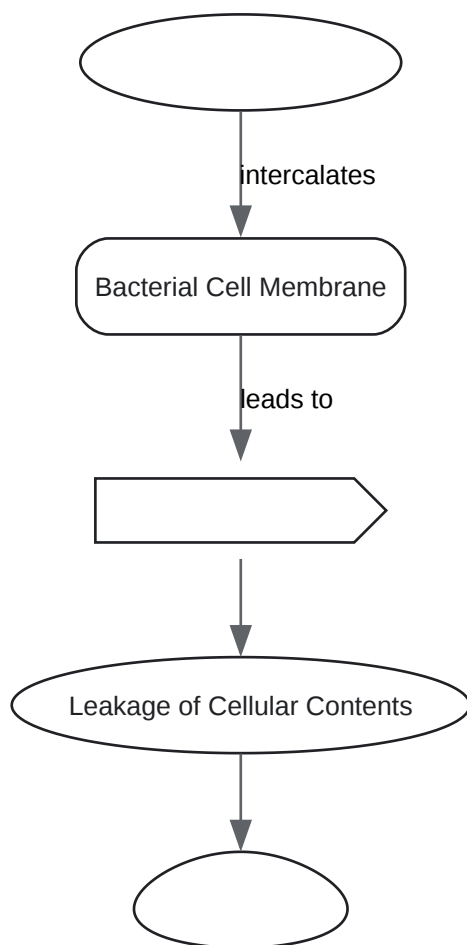 intercalates
Bacterial Cell Membrane
leads to
Leakage of Cellular Contents